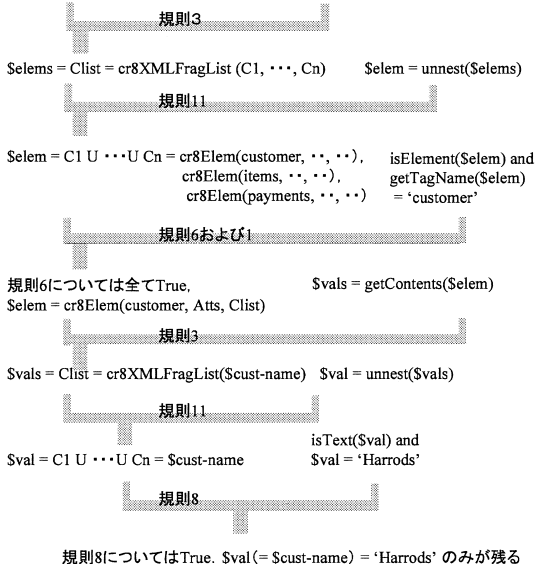 規則3
$elems = Clist = cr8XMLFragList (C1, ･･･, Cn) $elem = unnest($elems)
規則11
$elem = C1 U ･･･U Cn = cr8Elem(customer, ･･, ･･), isElement($elem) and
cr8Elem(items, ･･, ･･), getTagName($elem)
cr8Elem(payments, ･･, ･･) = ‘customer’
規則6および1
規則6については全てTrue, $vals = getContents($elem)
$elem = cr8Elem(customer, Atts, Clist)
規則3
$vals = Clist = cr8XMLFragList($cust-name) $val = unnest($vals)
規則11
isText($val) and
$val = C1 U ･･･U Cn = $cust-name $val = ‘Harrods’
規則8
規則8についてはTrue. $val(= $cust-name) = ‘Harrods’ のみが残る